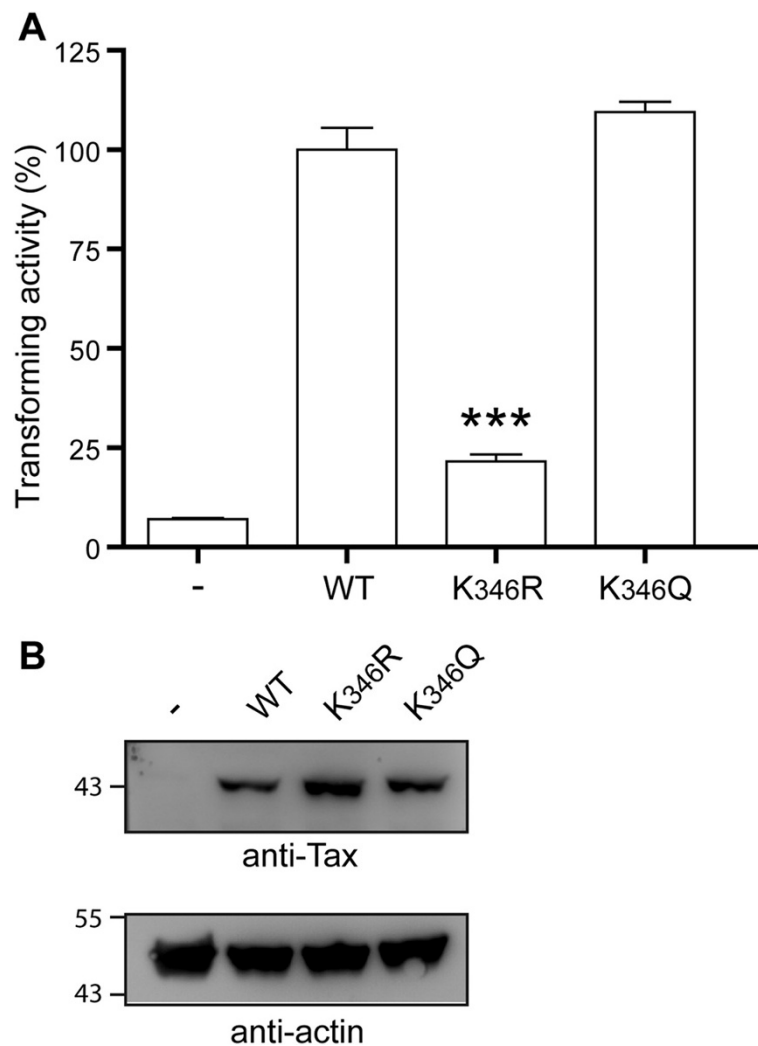 A
Transforming activity (%)
125
100
75
50
25
0
***
- WT K346R K346Q
B
- WT K346R K346Q
43
anti-Tax
55
43
anti-actin